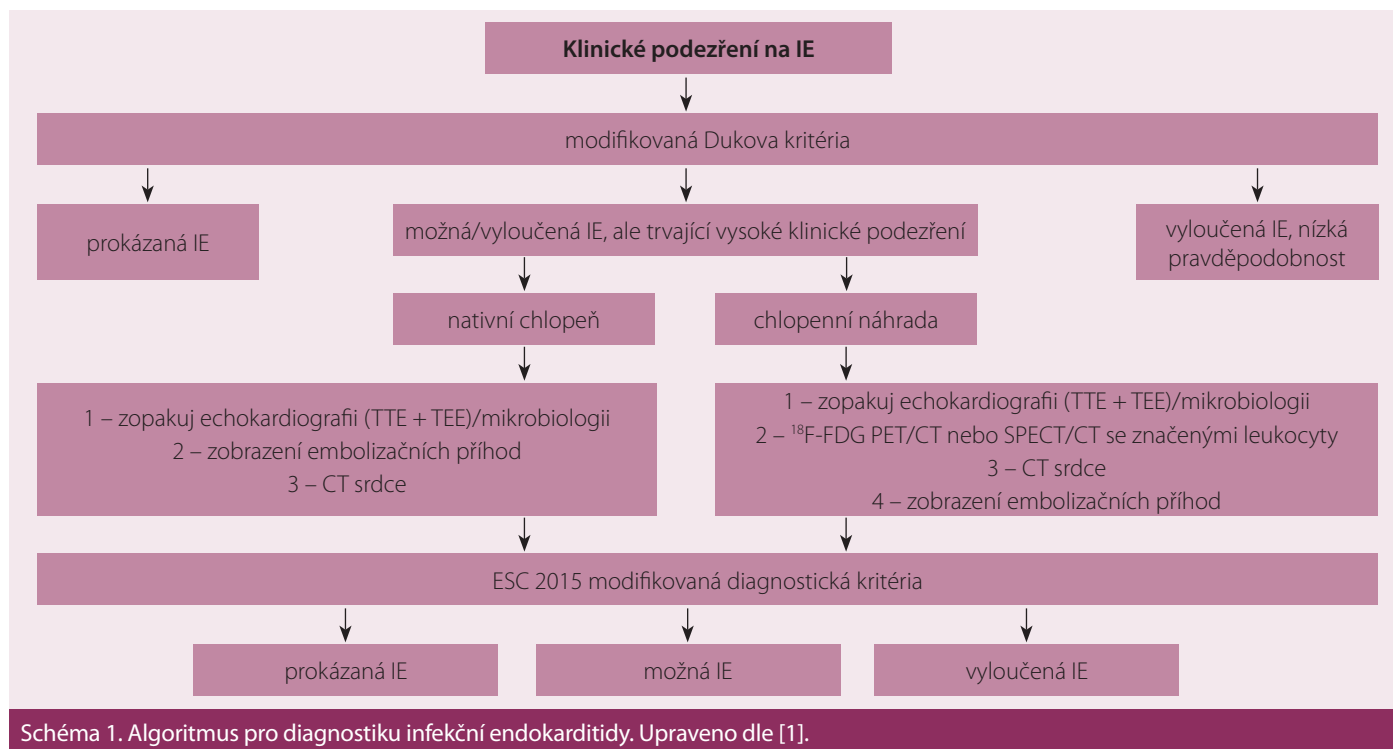 Klinické podezření na IE
modifikovaná Dukova kritéria
prokázaná IE
možná/vyloučená IE, ale trvající vysoké klinické podezření
vyloučená IE, nízká
pravděpodobnost
nativní chlopeň
chlopenní náhrada
1 – zopakuj echokardiografii (TTE + TEE)/mikrobiologii
2 – zobrazení embolizačních příhod
3 – CT srdce
1 – zopakuj echokardiografii (TTE + TEE)/mikrobiologii
2 – ¹⁸F-FDG PET/CT nebo SPECT/CT se značenými leukocyty
3 – CT srdce
4 – zobrazení embolizačních příhod
ESC 2015 modifikovaná diagnostická kritéria
prokázaná IE
možná IE
vyloučená IE
Schéma 1. Algoritmus pro diagnostiku infekční endokarditidy. Upraveno dle [1].